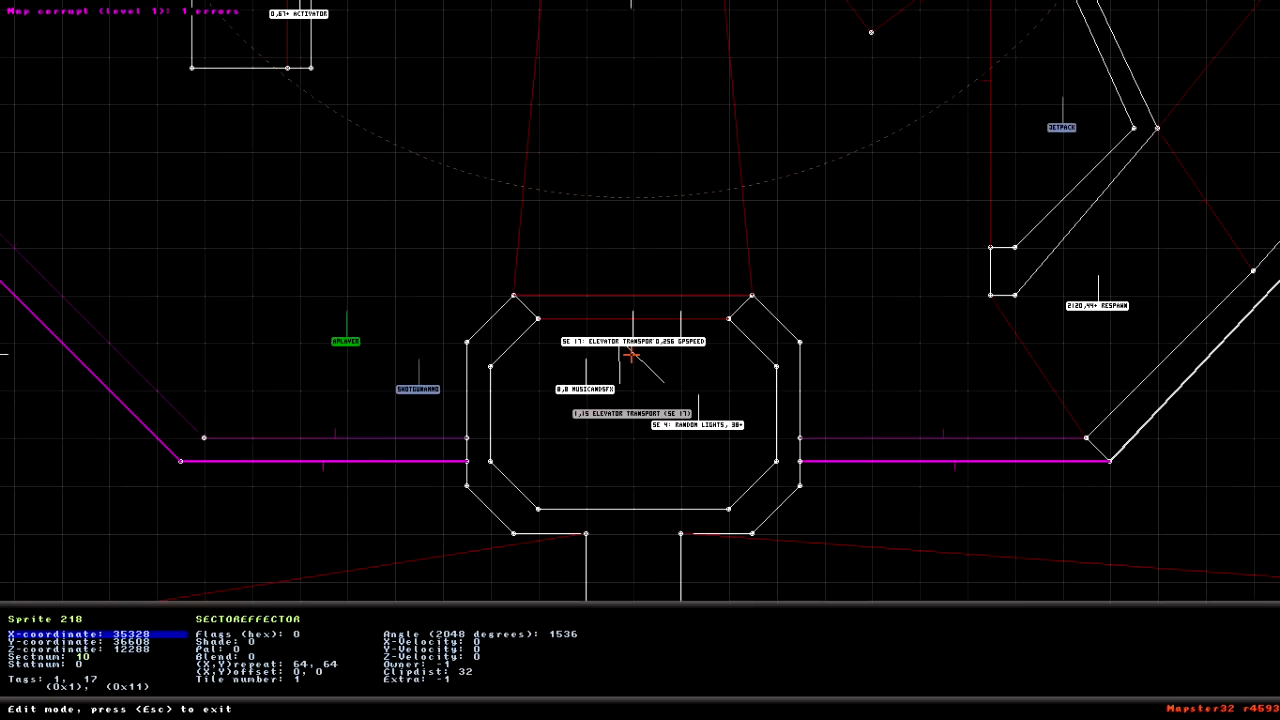 Map corrupt (level 1): 1 errors
0,67+ ACTIVATOR
JETPACK
2120,44+ RESPAWN
APLAYER
SE 17: ELEVATOR TRANSPOR 0,256 GPSPEED
SHOTGUNAMMO
0,0 MUSICANDSFX
1,15 ELEVATOR TRANSPORT (SE 17)
SE 4: RANDOM LIGHTS, 30+
Sprite 218
X-coordinate: 35328
Y-coordinate: 36608
Z-coordinate: 12288
Sectnum: 10
Statnum: 0
Tags: 1, 17
(0x1), (0x11)
SECTOREFFECTOR
Flags (hex): 0
Shade: 0
Pal: 0
Blend: 0
(X,Y)repeat: 64, 64
(X,Y)offset: 0, 0
Tile number: 1
Angle (2048 degrees): 1536
X-Velocity: 0
Y-Velocity: 0
Z-Velocity: 0
Owner: -1
Clipdist: 32
Extra: -1
Edit mode, press <Esc> to exit
Mapster32 r4593